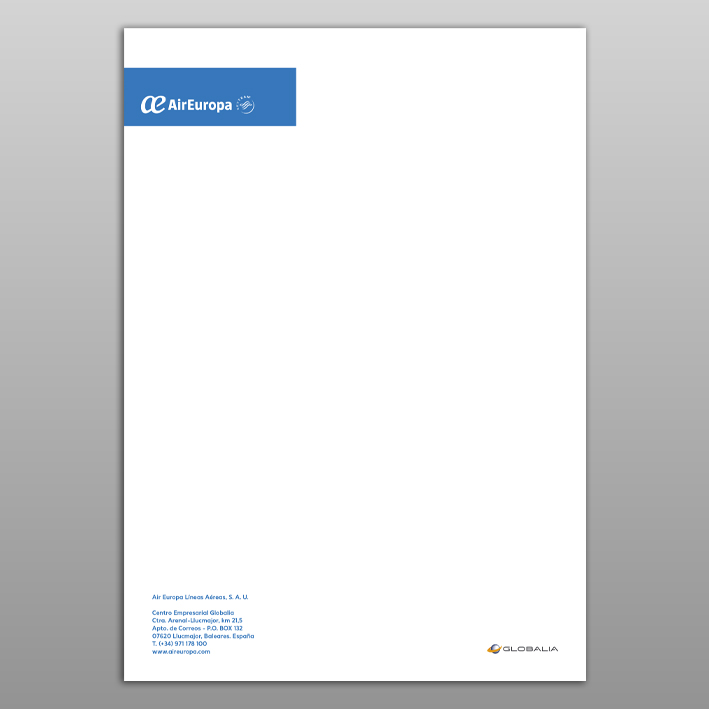 æ AirEuropa
Air Europa Líneas Aéreas, S. A. U.
Centro Empresarial Globalia
Ctra. Arenal-Llucmajor, km 21,5
Apto. de Correos - P.O. BOX 132
07620 Llucmajor, Baleares. España
T. (+34) 971 178 100
www.aireuropa.com
GLOBALIA